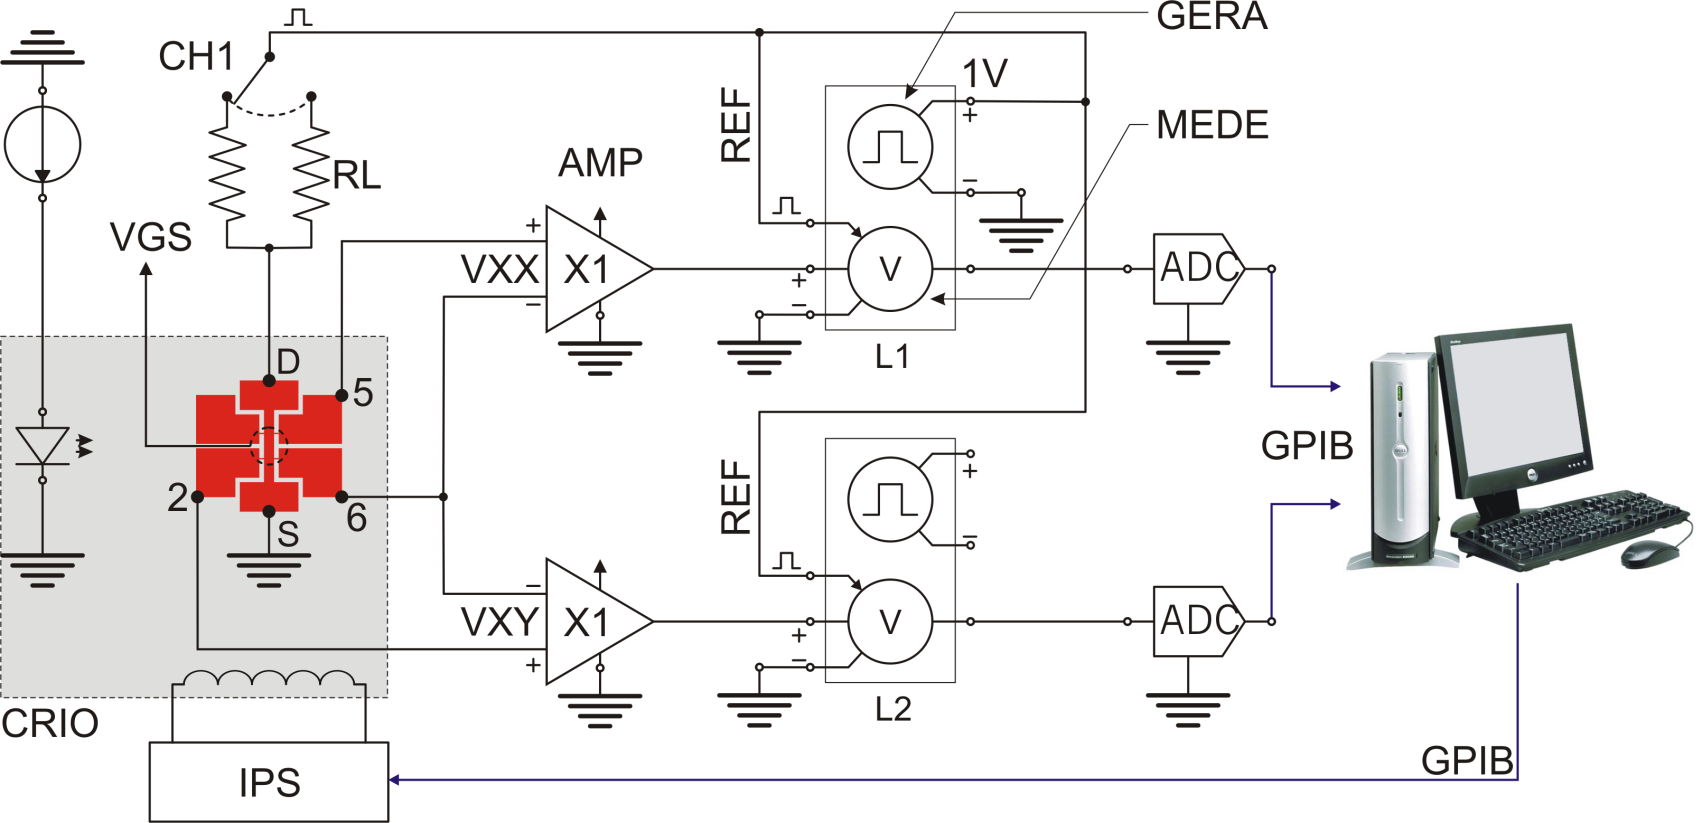 GERA
CH1
1V
+
REF
MEDE
AMP
RL
−
VGS
+
VXX
X1
−
V
+
−
ADC
L1
D
5
GPIB
2
6
S
REF
+
−
−
VXY
X1
+
V
+
−
ADC
L2
CRIO
IPS
GPIB